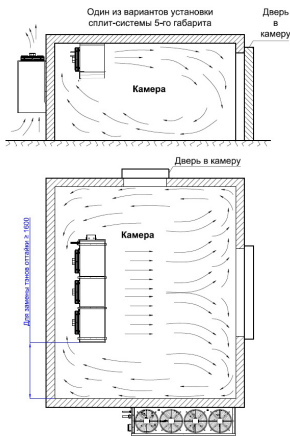 Один из вариантов установки
сплит-системы 5-го габарита
Дверь
в
камеру
Камера
Дверь в камеру
Камера
Для замены тэнов оттайки ≥ 1600